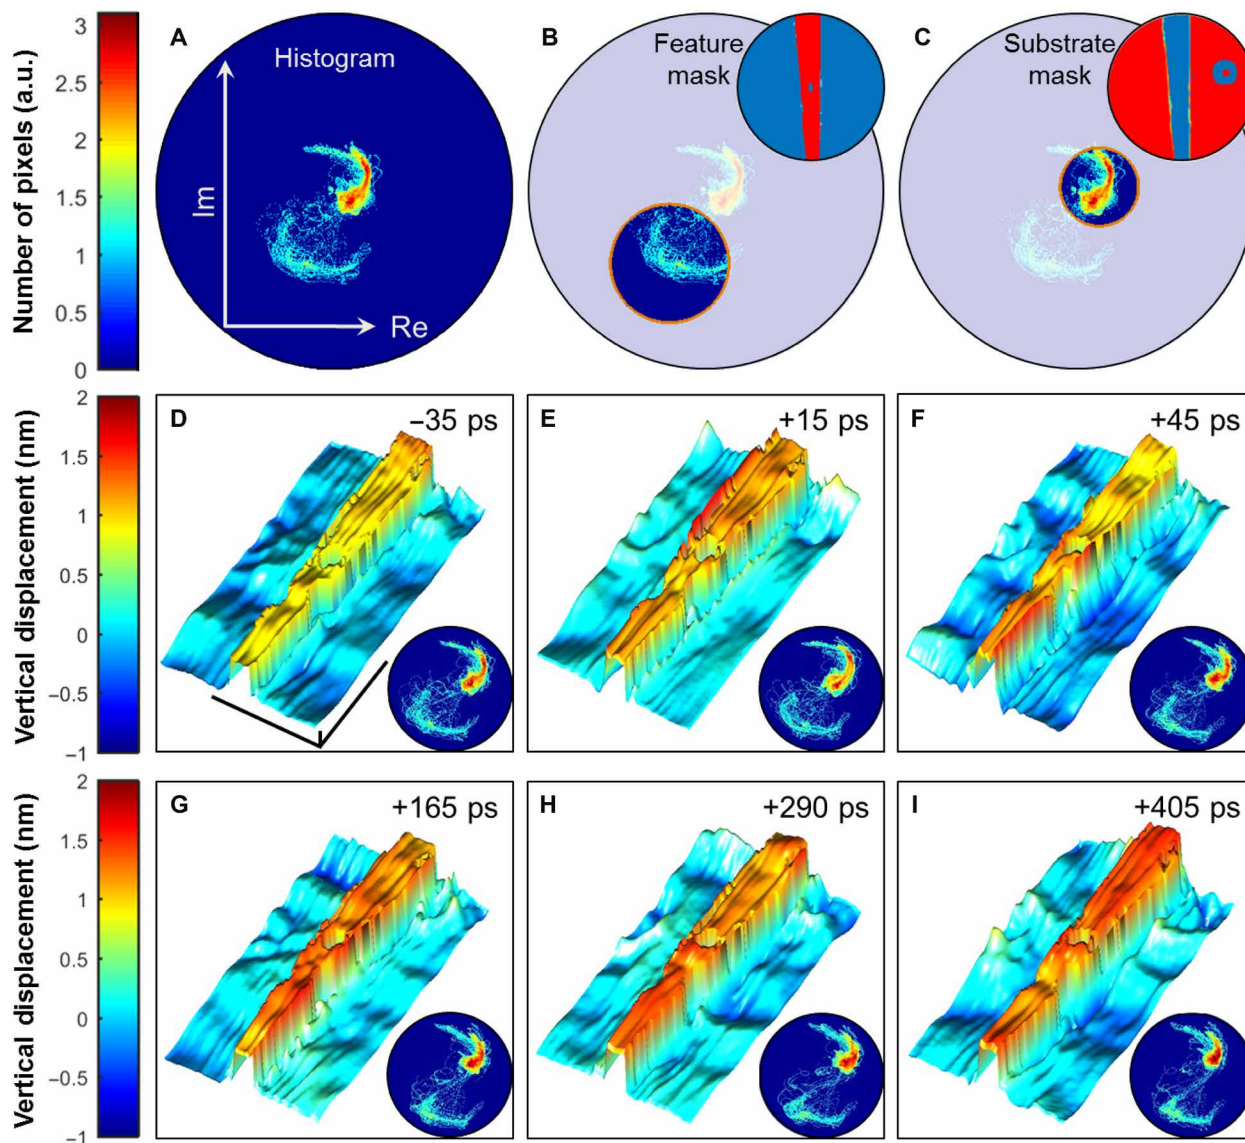 Number of pixels (a.u.)
3
2.5
2
1.5
1
0.5
0
A
Histogram
Im
Re
B
Feature
mask
C
Substrate
mask
Vertical displacement (nm)
2
1.5
1
0.5
0
−0.5
−1
D
−35 ps
E
+15 ps
F
+45 ps
Vertical displacement (nm)
2
1.5
1
0.5
0
−0.5
−1
G
+165 ps
H
+290 ps
I
+405 ps